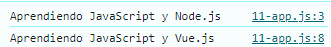 Aprendiendo JavaScript y Node.js 11-app.js:3
Aprendiendo JavaScript y Vue.js 11-app.js:8